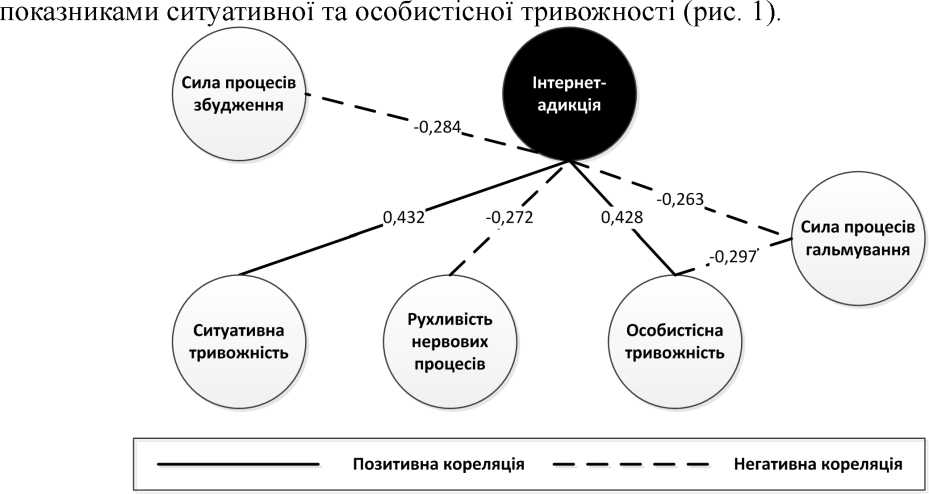 показниками ситуативної та особистісної тривожності (рис. 1).
Сила процесів
збудження
Інтернет-
адикція
-0,284
-0,263
0,432
-0,272
0,428
Сила процесів
гальмування
-0,297
Ситуативна
тривожність
Рухливість
нервових
процесів
Особистісна
тривожність
Позитивна кореляція
Негативна кореляція